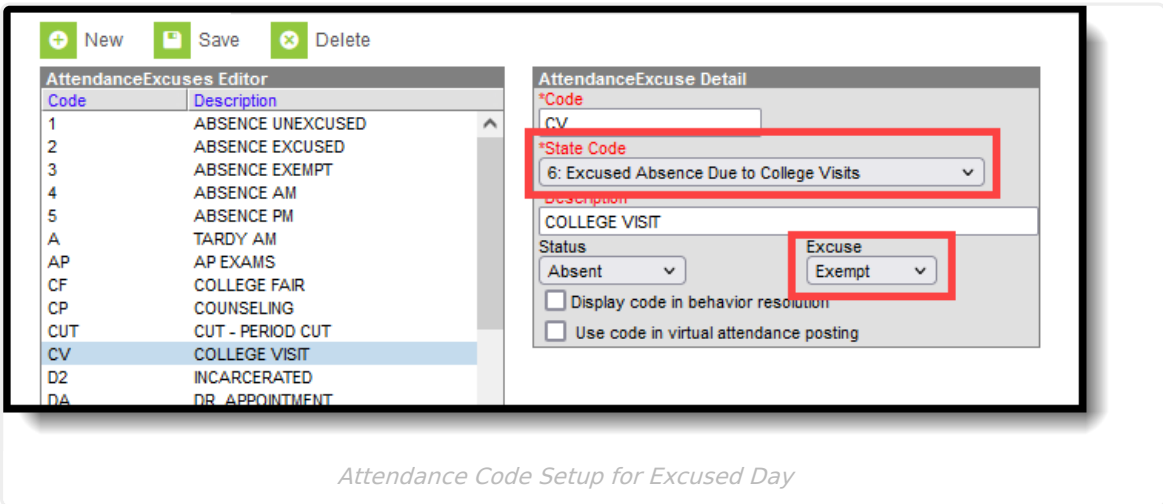 New Save Delete
AttendanceExcuses Editor
Code Description
1 ABSENCE UNEXCUSED
2 ABSENCE EXCUSED
3 ABSENCE EXEMPT
4 ABSENCE AM
5 ABSENCE PM
A TARDY AM
AP AP EXAMS
CF COLLEGE FAIR
CP COUNSELING
CUT CUT - PERIOD CUT
CV COLLEGE VISIT
D2 INCARCERATED
DA DR. APPOINTMENT
AttendanceExcuse Detail
*Code
CV
*State Code
6: Excused Absence Due to College Visits
Description
COLLEGE VISIT
Status Excuse
Absent Exempt
Display code in behavior resolution
Use code in virtual attendance posting
Attendance Code Setup for Excused Day